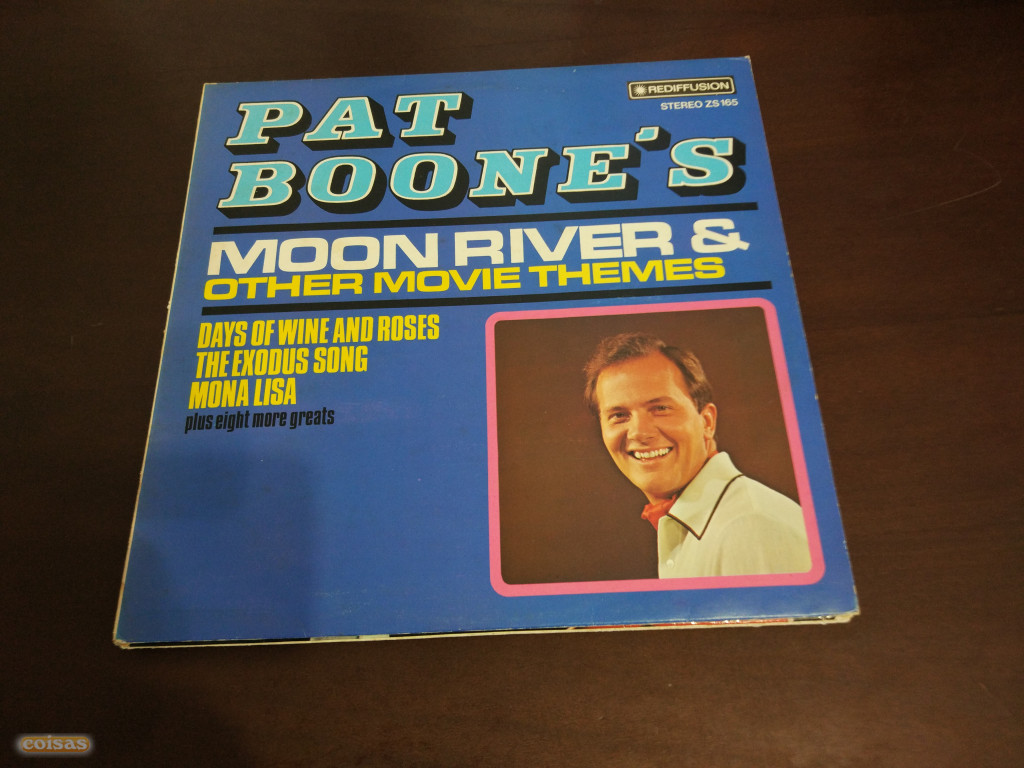 REDIFFUSION
STEREO ZS 165
PAT
BOONE'S
MOON RIVER &
OTHER MOVIE THEMES
DAYS OF WINE AND ROSES
THE EXODUS SONG
MONA LISA
plus eight more greats
coisas